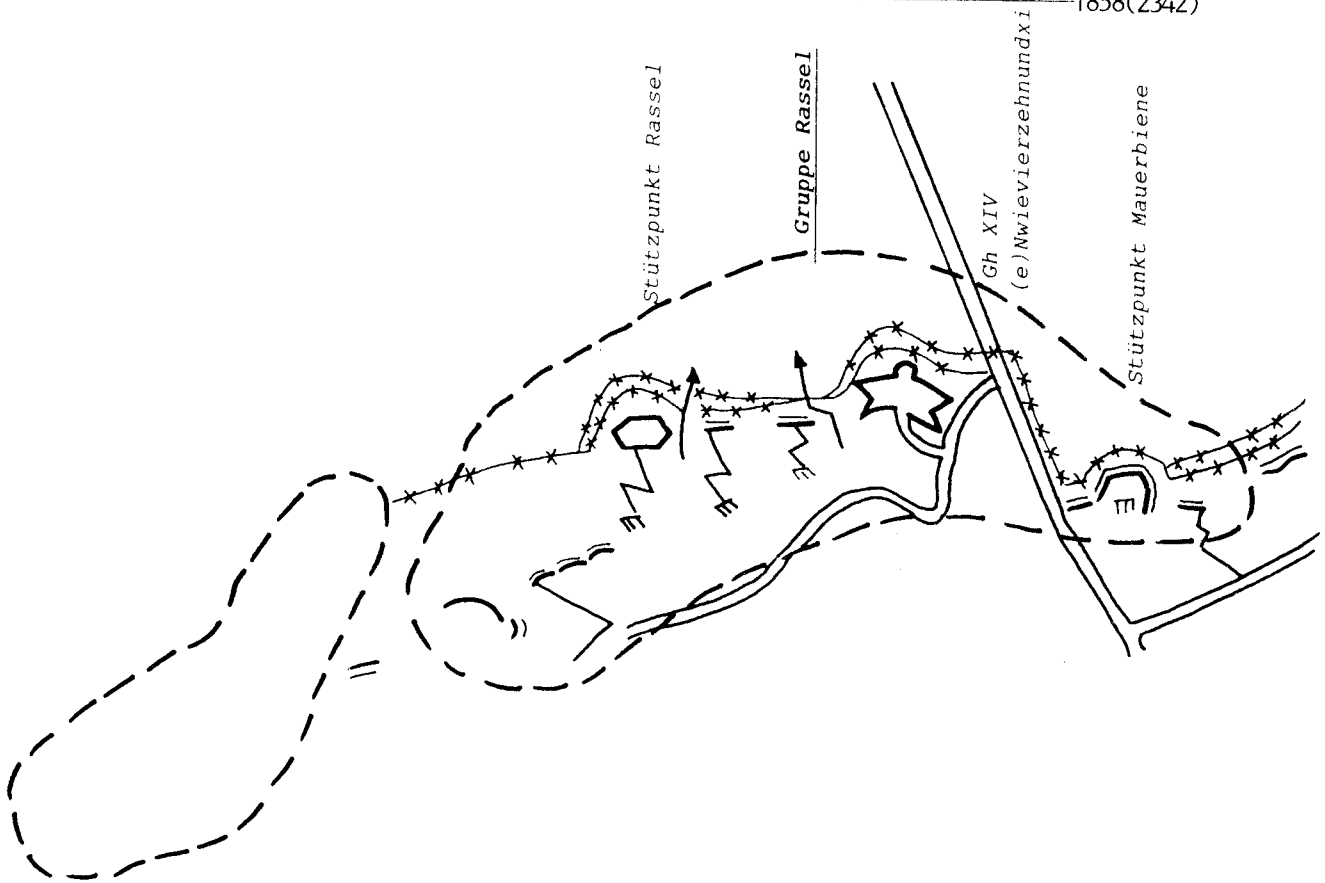 1858(2342)
Stützpunkt Rassel
Gruppe Rassel
Gh XIV
(e)Nwievierzehnundxi
Stützpunkt Mauerbiene